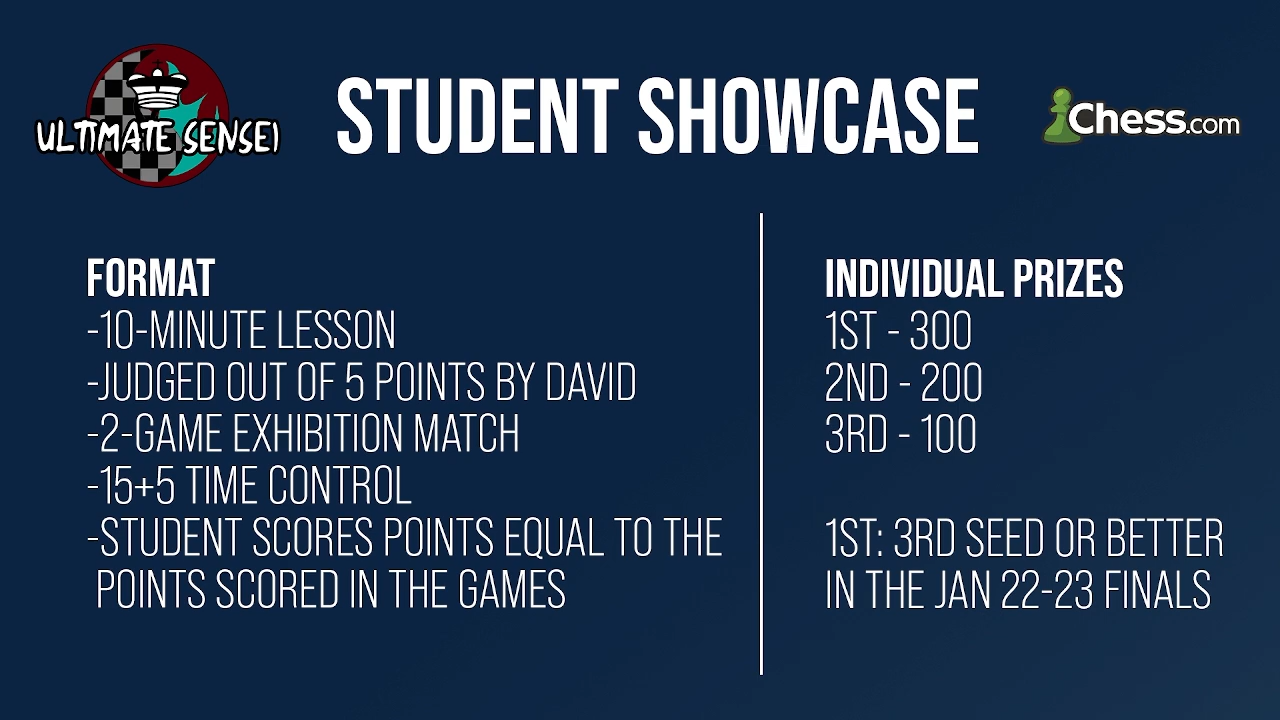 ULTIMATE SENSEI
STUDENT SHOWCASE
Chess.com
FORMAT
-10-MINUTE LESSON
-JUDGED OUT OF 5 POINTS BY DAVID
-2-GAME EXHIBITION MATCH
-15+5 TIME CONTROL
-STUDENT SCORES POINTS EQUAL TO THE
POINTS SCORED IN THE GAMES
INDIVIDUAL PRIZES
1ST - 300
2ND - 200
3RD - 100
1ST: 3RD SEED OR BETTER
IN THE JAN 22-23 FINALS